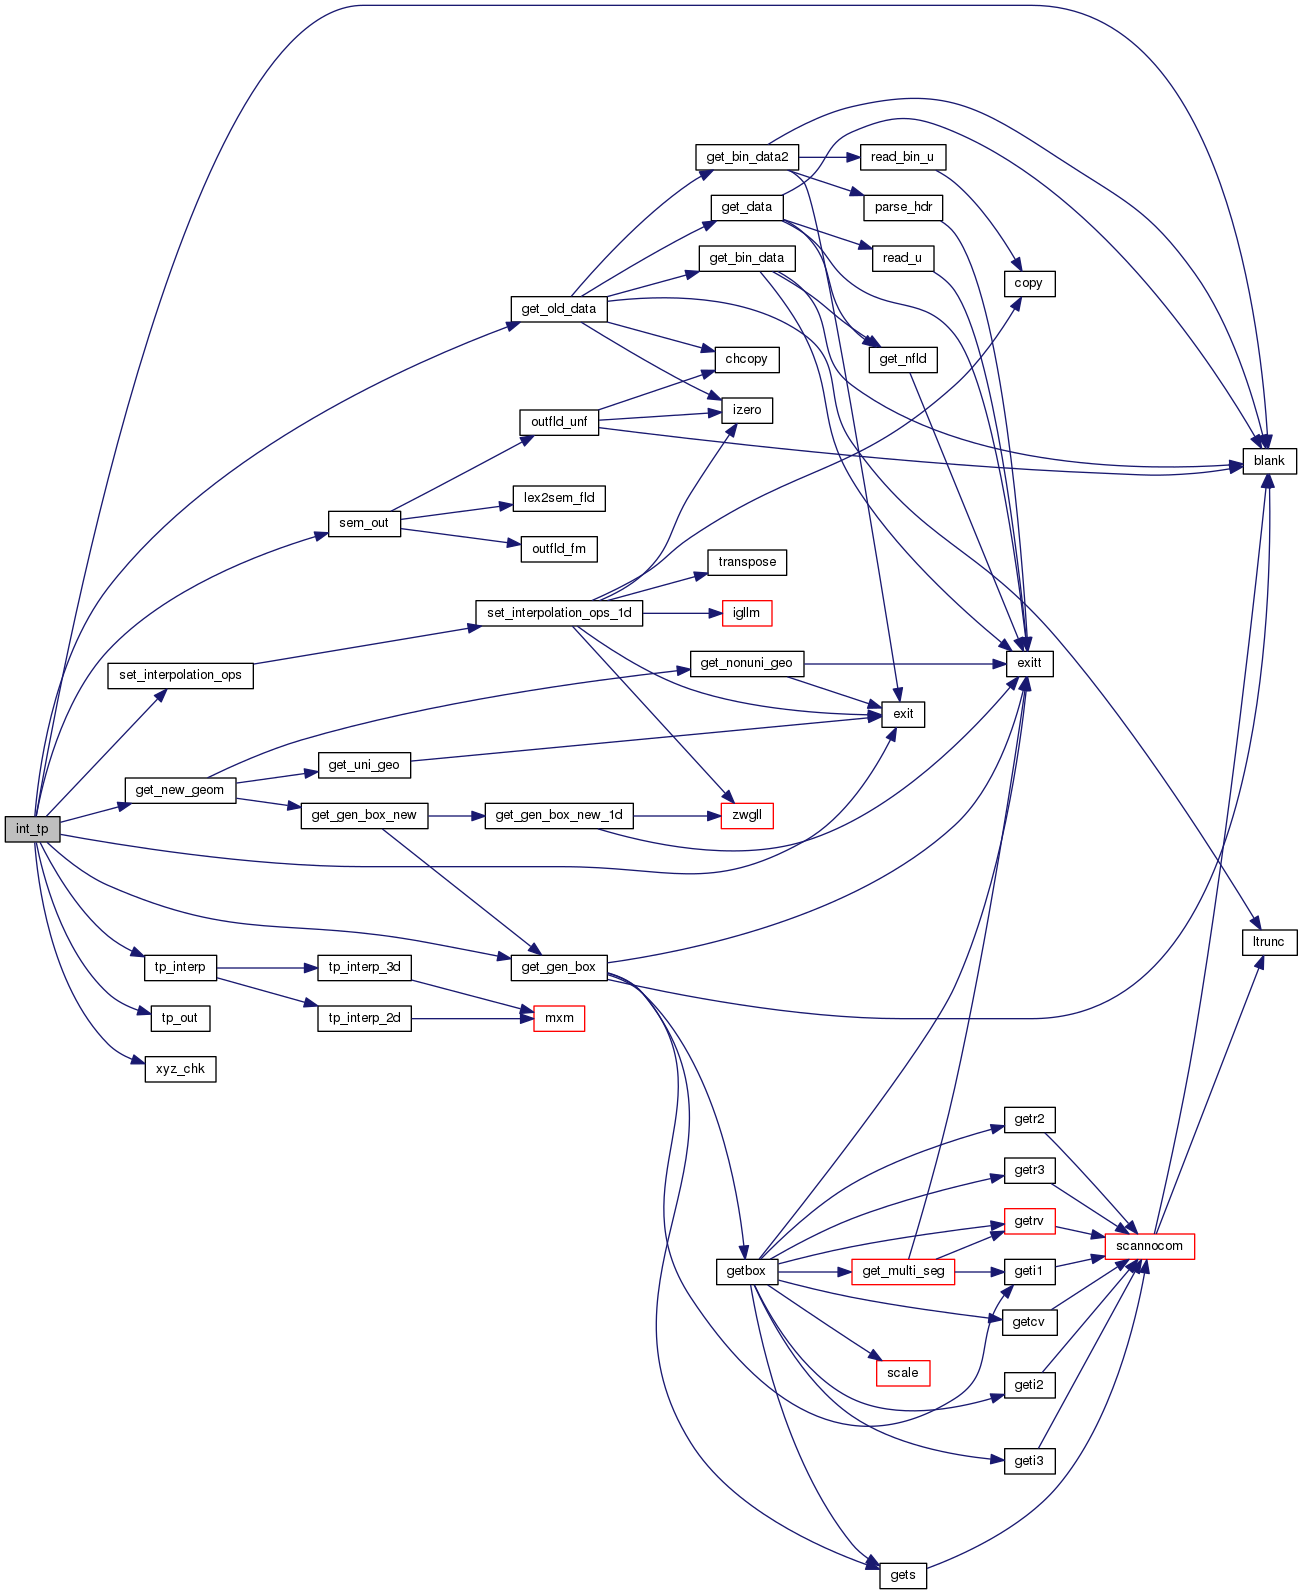 get_bin_data2
read_bin_u
get_data
parse_hdr
get_bin_data
read_u
copy
get_old_data
chcopy
get_nfld
izero
outfld_unf
blank
lex2sem_fld
sem_out
outfld_fm
transpose
set_interpolation_ops_1d
igllm
get_nonuni_geo
exitt
set_interpolation_ops
exit
get_uni_geo
get_new_geom
get_gen_box_new
get_gen_box_new_1d
zwgll
int_tp
ltrunc
tp_interp
tp_interp_3d
get_gen_box
tp_out
tp_interp_2d
mxm
xyz_chk
getr2
getr3
getrv
scannocom
getbox
get_multi_seg
geti1
getcv
scale
geti2
geti3
gets